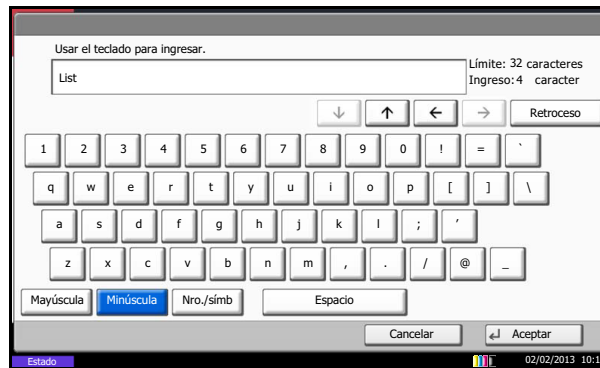 Usar el teclado para ingresar.
Límite: 32 caracteres
List
Ingreso: 4 caracter
Retroceso
1 2 3 4 5 6 7 8 9 0 ! = `
q w e r t y u i o p [ ] \
a s d f g h j k l ; ’
z x c v b n m , . / @ _
Mayúscula Minúscula Nro./símb Espacio
Cancelar Aceptar
Estado 02/02/2013 10:1